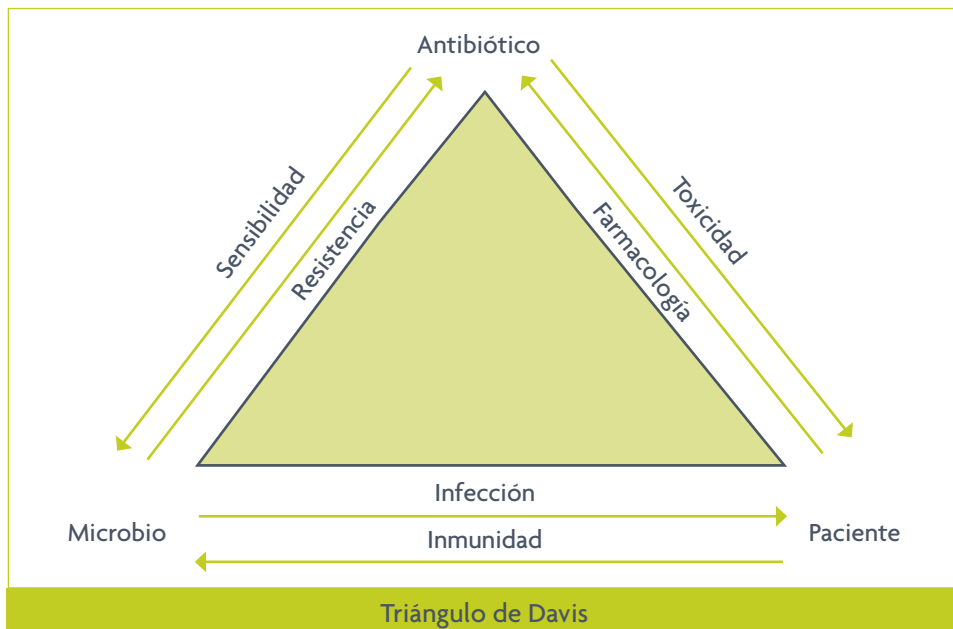 Antibiótico
Sensibilidad
Resistencia
Farmacología
Toxicidad
Infección
Microbio
Paciente
Inmunidad
Triángulo de Davis